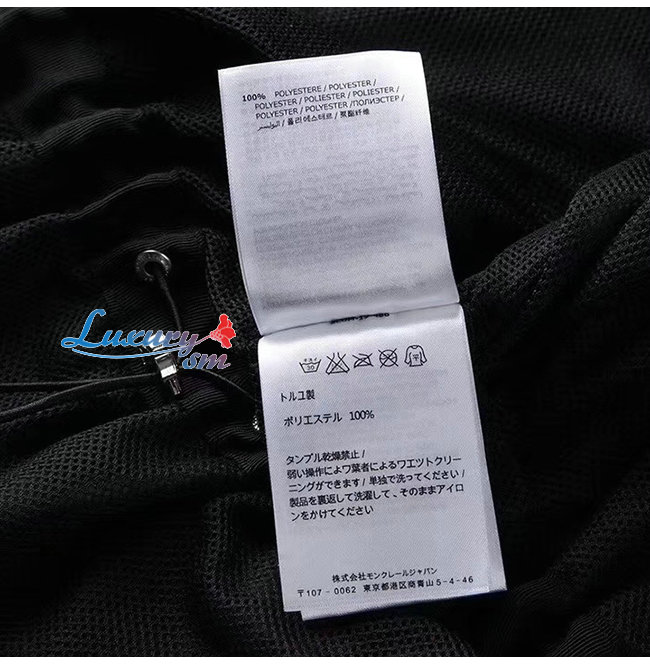 100% POLYESTERE / POLYESTER /
POLYESTER / POLIESTER / POLIESTER /
POLYESTER / POLYESTER /ПОЛИЭСТЕР /
البوليستر / 폴리에스테르 / 聚酯纤维
Luxury
sm
トルユ製
ポリエステル 100%
タンブル乾燥禁止 /
弱い操作によワ葉者によるワエツトクリー
ニングができます/ 単独で洗ってください /
製品を裏返して洗濯して、そのままアイロ
ンをかけてください
株式会社モンクレールジャパン
〒107-0062 東京都港区南青山5-4-46